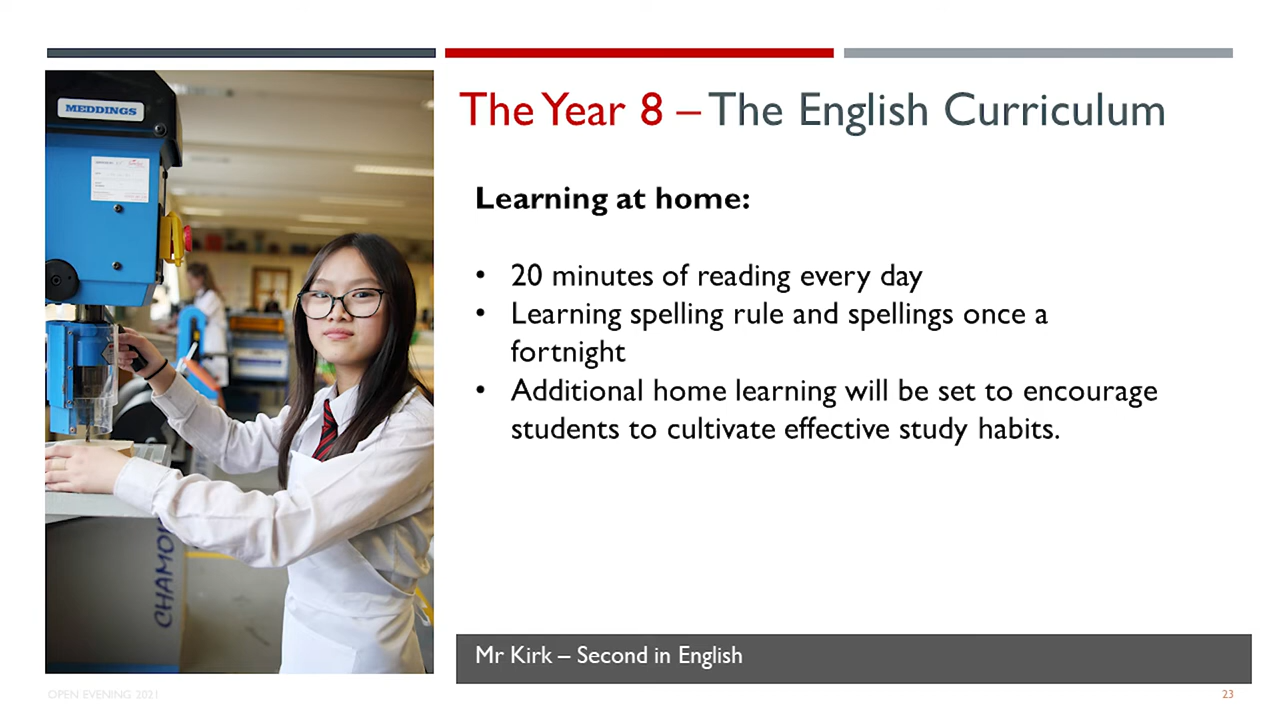 MEDDINGS
The Year 8 – The English Curriculum
Learning at home:
• 20 minutes of reading every day
• Learning spelling rule and spellings once a
fortnight
• Additional home learning will be set to encourage
students to cultivate effective study habits.
CHAMO
Mr Kirk – Second in English
OPEN EVENING 2021
23